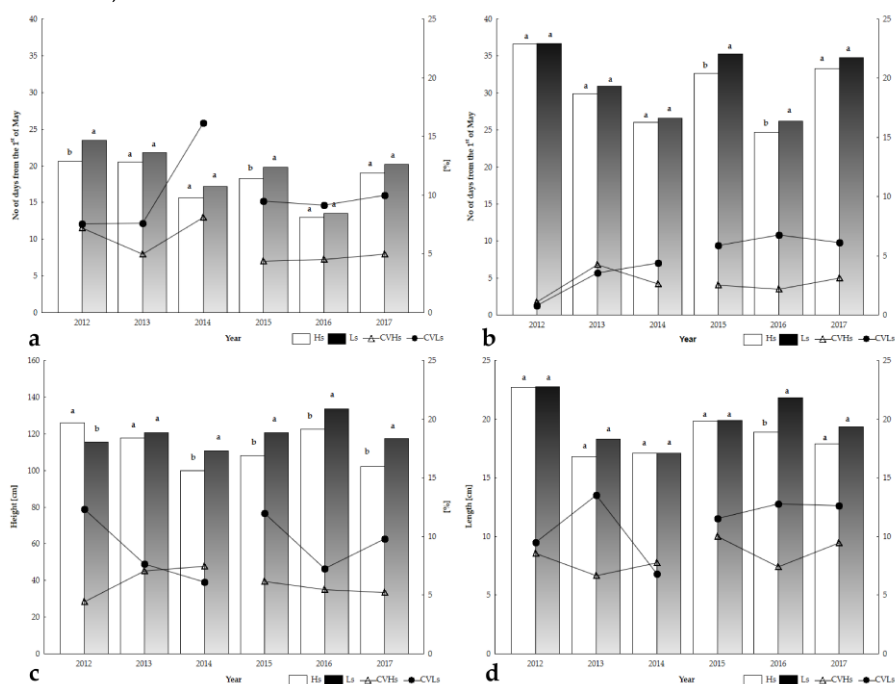 40 25 40 25
35 35
20 20
30 30
25 25
15 15
20 20
10 10
15 15
10 10
5 5
5 5
0 0 0 0
No of days from the 1st of May
[%]
No of days from the 1st of May
b a a a a a a a a a a a
a a a a a a b a b a a a
2012 2013 2014 2015 2016 2017
2012 2013 2014 2015 2016 2017
a Year Hs Ls CVHs CVLs
b Year Hs Ls CVHs CVLs
160 25 25 25
140
20 20 20
120
100
15 15 15
80
60
10 10 10
40
5 5 5
20
0 0 0 0
Height [cm]
[%]
Length [cm]
a b a a b a b a b a b a
a a a a a a a a b a a a
2012 2013 2014 2015 2016 2017
2012 2013 2014 2015 2016 2017
c Year Hs Ls CVHs CVLs
d Year Hs Ls CVHs CVLs